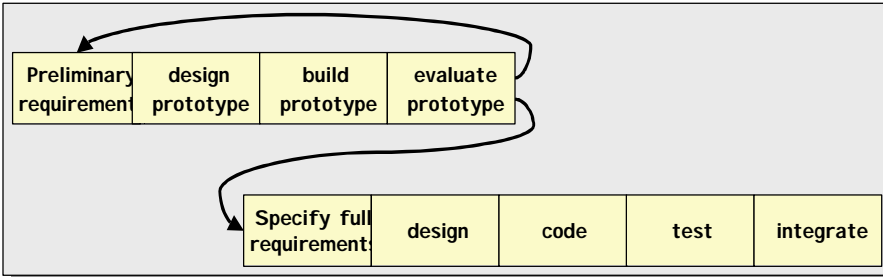 Preliminary design build evaluate
requirement prototype prototype prototype
Specify full design code test integrate
requirements